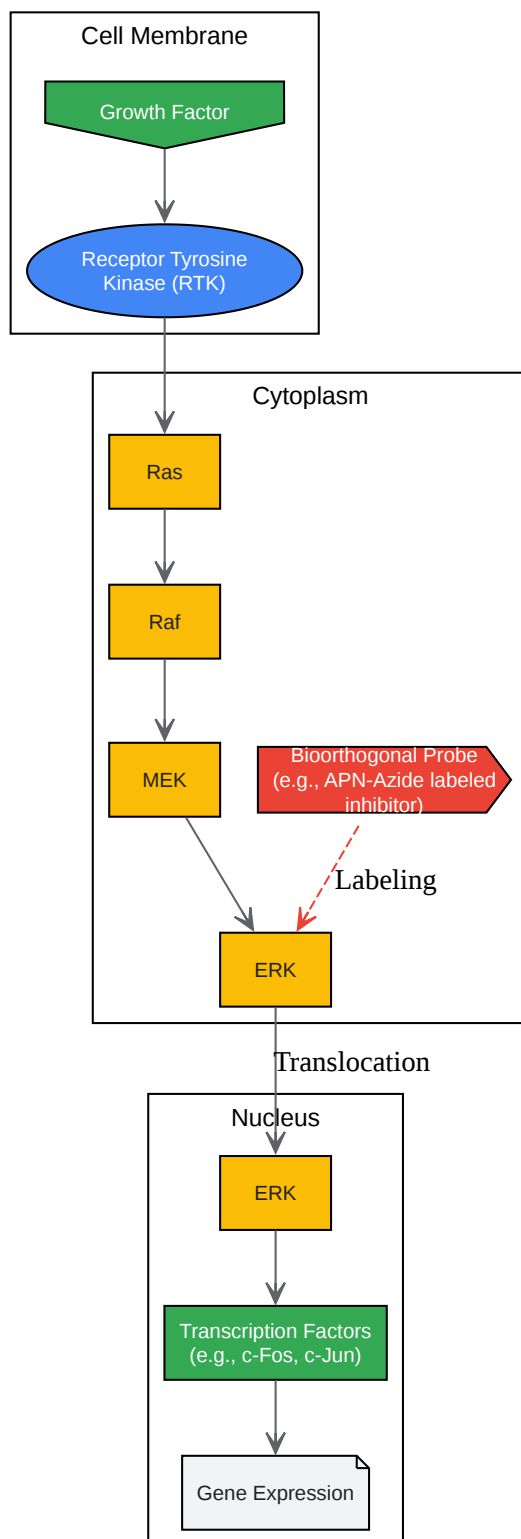 Cell Membrane
Growth Factor
Receptor Tyrosine
Kinase (RTK)
Cytoplasm
Ras
Raf
MEK
Bioorthogonal Probe
(e.g., APN-Azide labeled
inhibitor)
Labeling
ERK
Translocation
Nucleus
ERK
Transcription Factors
(e.g., c-Fos, c-Jun)
Gene Expression